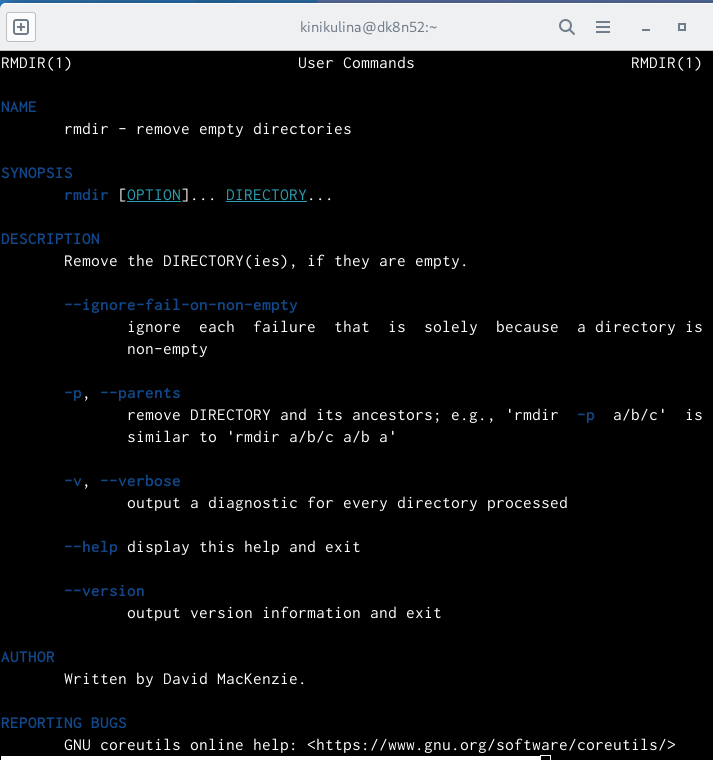 kinikulina@dk8n52:~
RMDIR(1) User Commands RMDIR(1)
NAME
rmdir - remove empty directories
SYNOPSIS
rmdir [OPTION]... DIRECTORY...
DESCRIPTION
Remove the DIRECTORY(ies), if they are empty.
--ignore-fail-on-non-empty
ignore each failure that is solely because a directory is
non-empty
-p, --parents
remove DIRECTORY and its ancestors; e.g., 'rmdir -p a/b/c' is
similar to 'rmdir a/b/c a/b a'
-v, --verbose
output a diagnostic for every directory processed
--help display this help and exit
--version
output version information and exit
AUTHOR
Written by David MacKenzie.
REPORTING BUGS
GNU coreutils online help: <https://www.gnu.org/software/coreutils/>